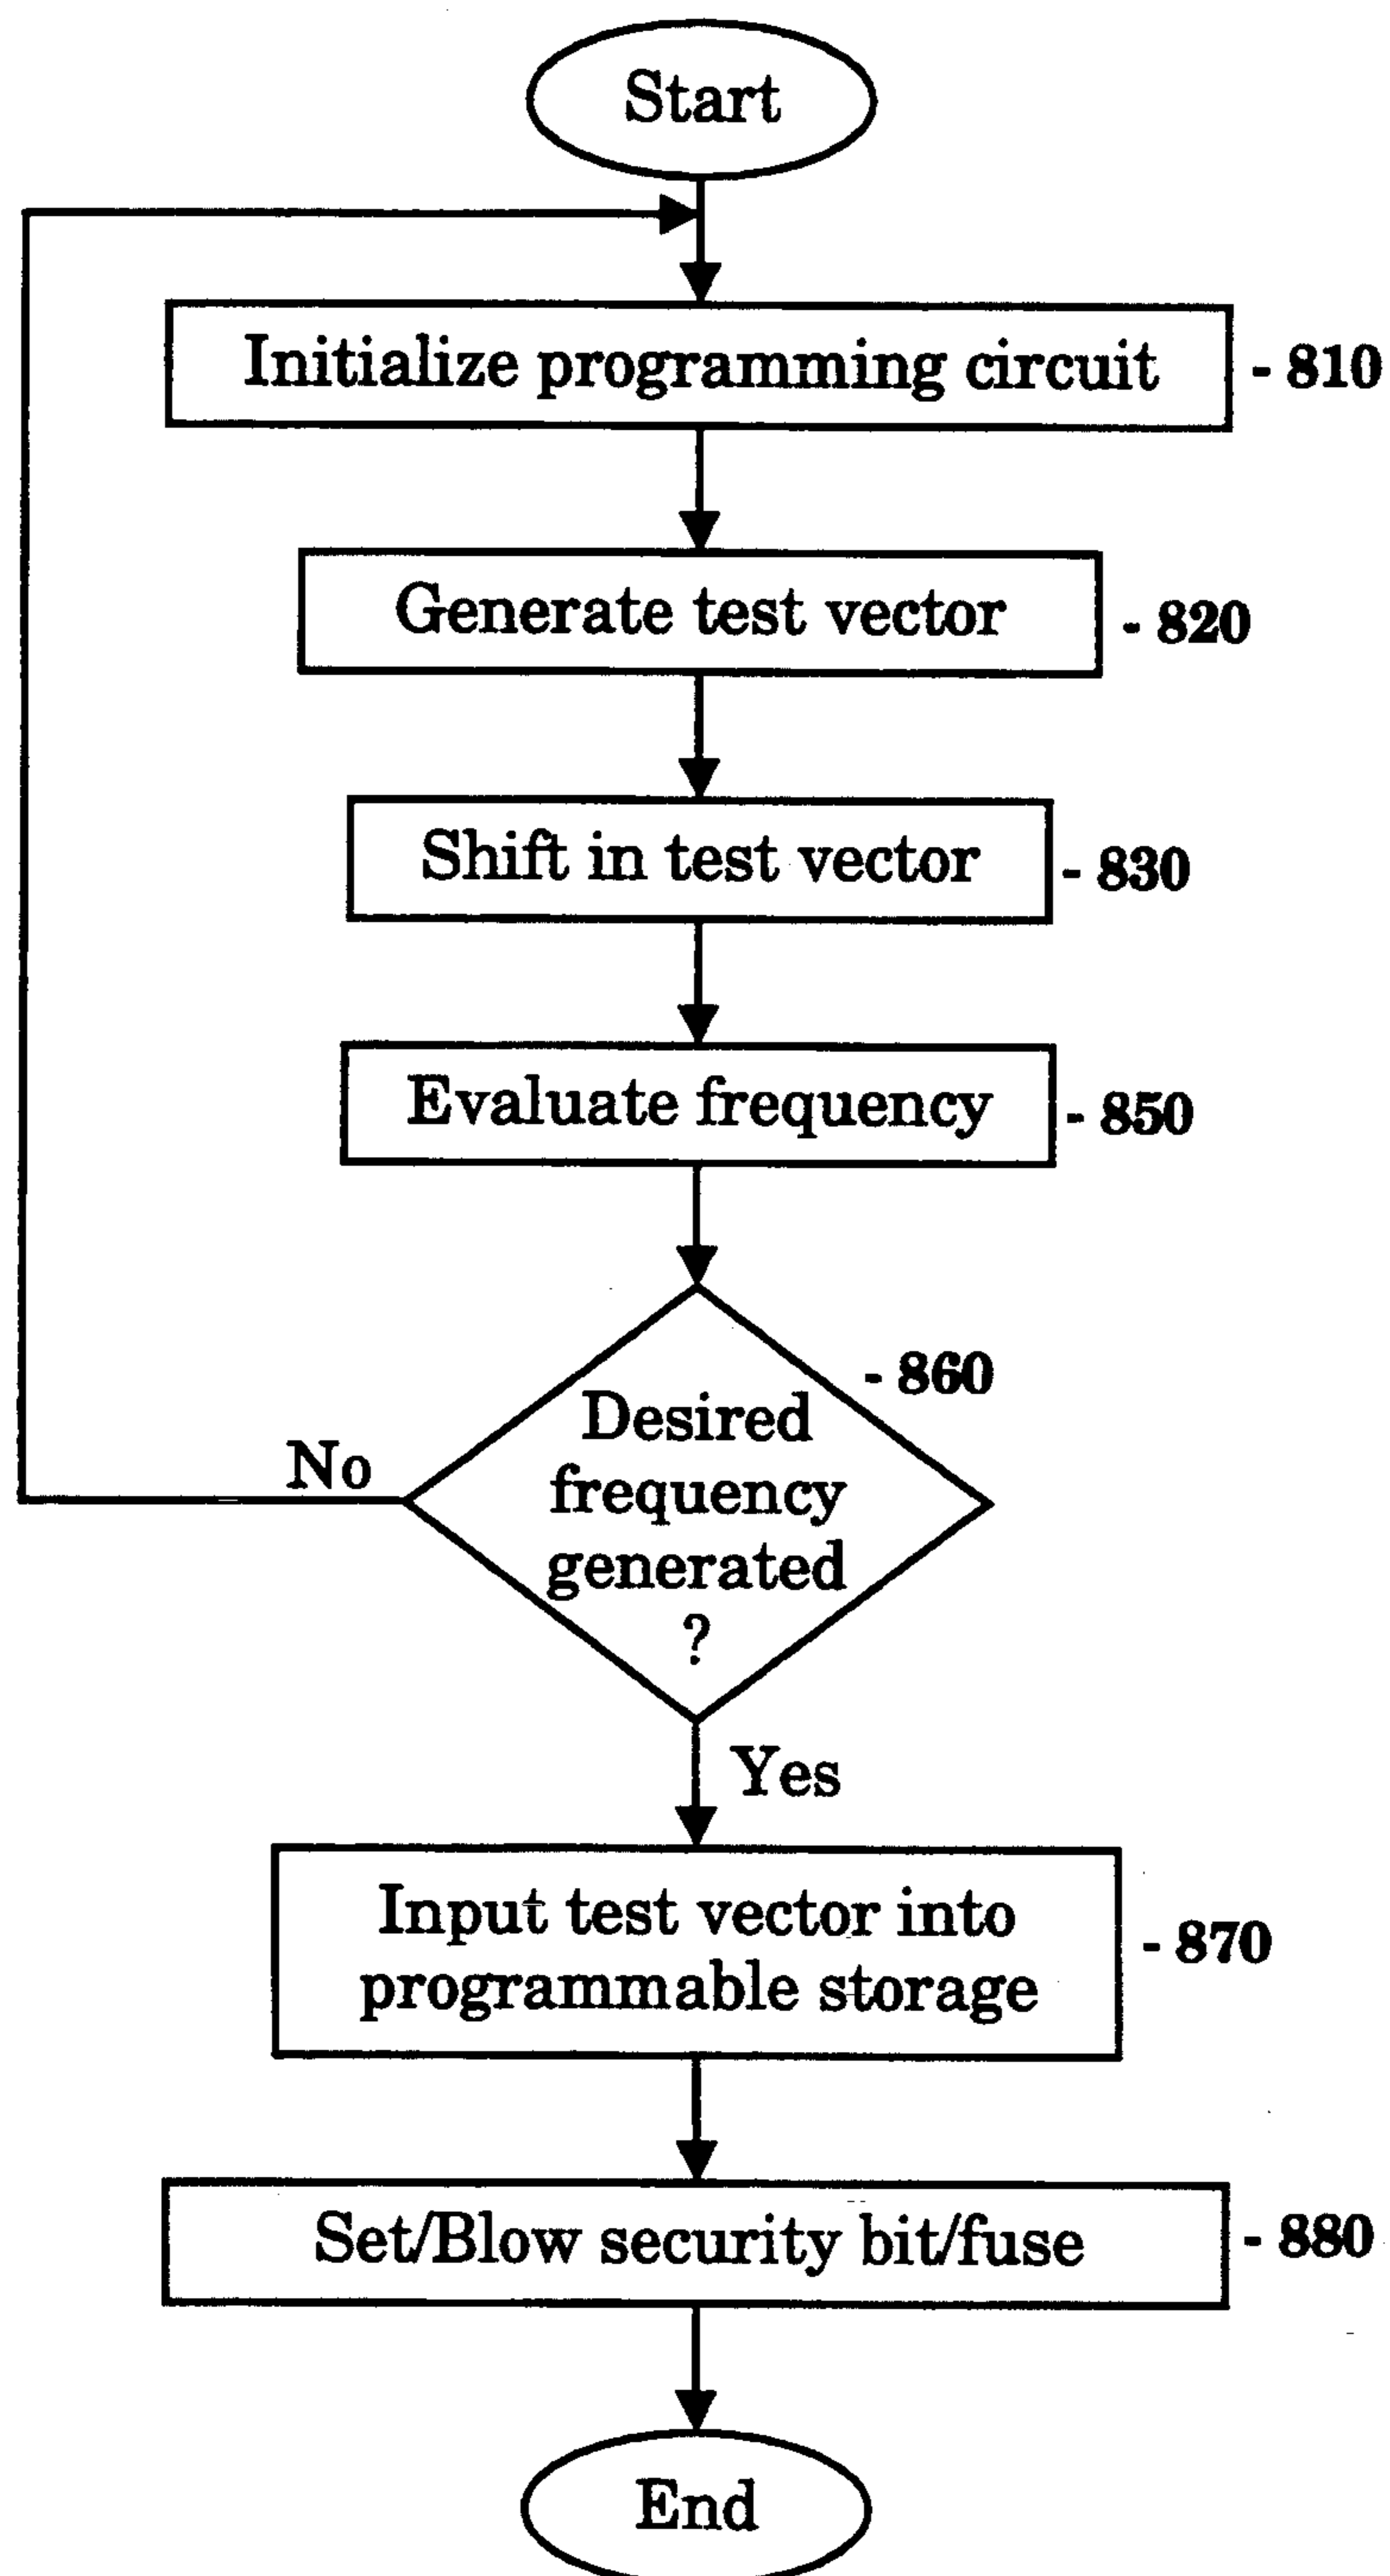 Start
Initialize programming circuit - 810
Generate test vector - 820
Shift in test vector - 830
Evaluate frequency - 850
- 860
Desired
frequency
generated
?
No
Yes
Input test vector into
programmable storage
- 870
Set/Blow security bit/fuse - 880
End